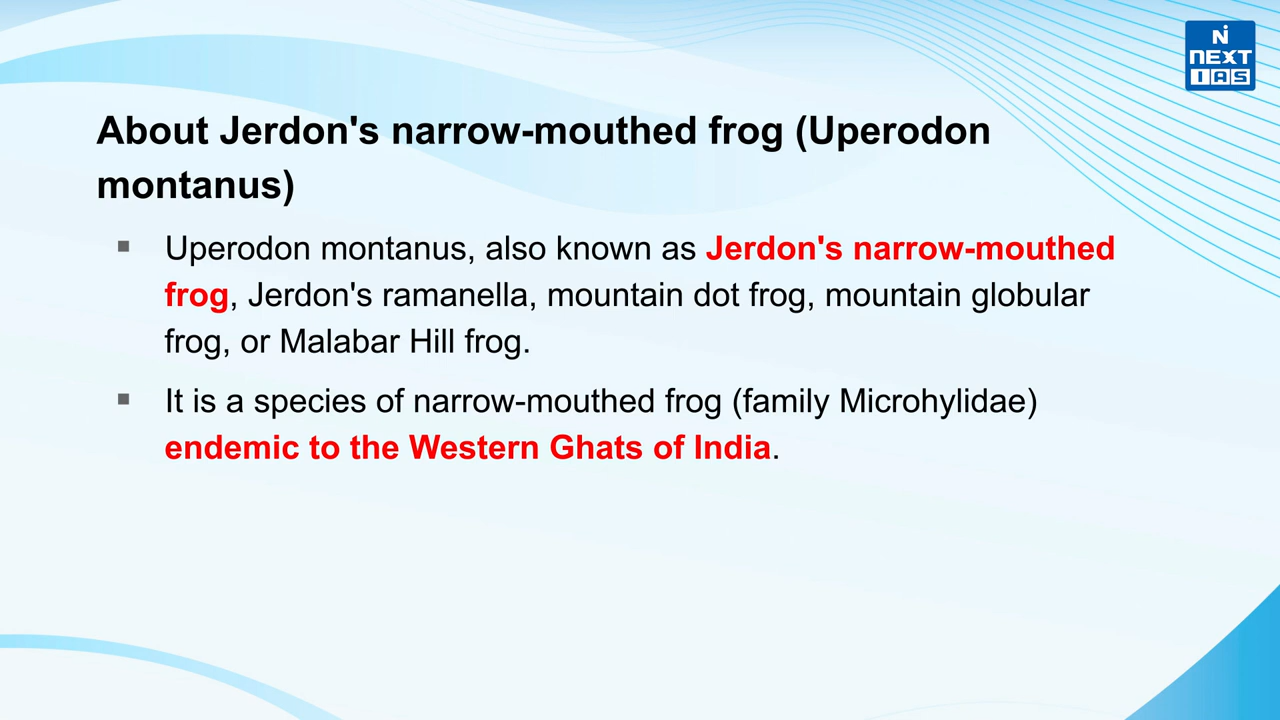 N
NEXT
IAS
About Jerdon's narrow-mouthed frog (Uperodon
montanus)
Uperodon montanus, also known as Jerdon's narrow-mouthed
frog, Jerdon's ramanella, mountain dot frog, mountain globular
frog, or Malabar Hill frog.
It is a species of narrow-mouthed frog (family Microhylidae)
endemic to the Western Ghats of India.